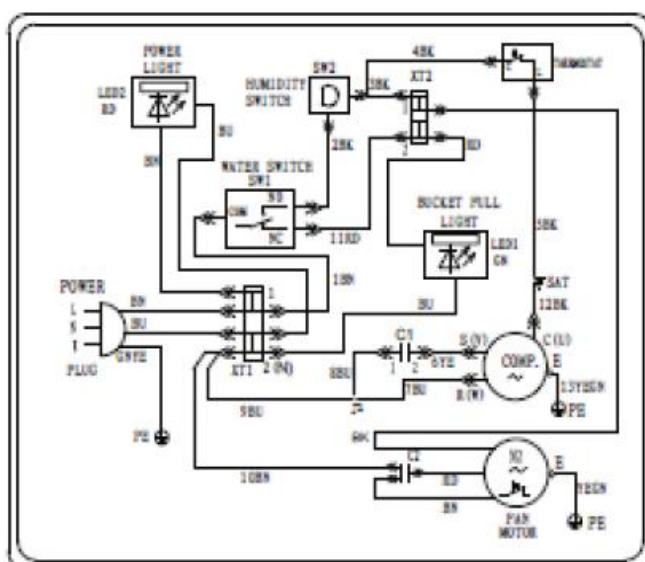 POWER
LIGHT
LED2
RD
BU
BN
SW2
HUMIDITY
SWITCH
D
3BK
4BK
XT2
1
2
2BK
RD
WATER SWITCH
SW1
COM
NO
NC
11RD
BUCKET FULL
LIGHT
LED1
GN
5BK
1BN
POWER
L
BN
BU
GNYE
PLUG
1
XT1
2(N)
BU
C1
1
2
6YE
S(V)
C(U)
SAT
12BK
COMP.
E
13YEGN
PE
8BU
7BU
R(W)
9BU
PE
10BN
C2
RD
BN
M2
E
YEGN
PE
FAN
MOTOR